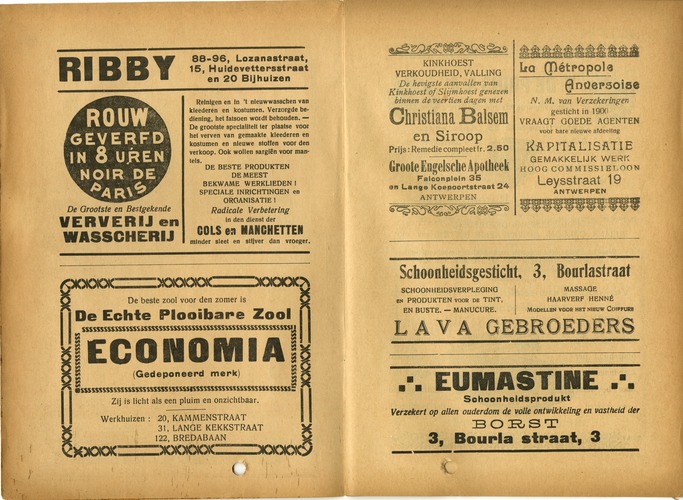 RIBBY
88-96, Lozanastraat,
15, Huidevettersstraat
en 20 Bijhuizen
ROUW
GEVERFD
IN 8 UREN
NOIR DE
PARIS
De Grootste en Bestgekende
VERVERIJ en
WASSCHERIJ
Reinigen en in 't nieuwwasschen van
kleederen en kostumen. Verzorgde be-
diening, het fatsoen wordt behouden. —
De grootste specialiteit ter plaatse voor
het verven van gemaakte kleederen en
kostumen en nieuwe stoffen voor den
verkoop. Ook wollen sargiën voor man-
tels.
DE BESTE PRODUKTEN
DE MEEST
BEKWAME WERKLIEDEN !
SPECIALE INRICHTINGEN en
ORGANISATIE !
Radicale Verbetering
in den dienst der
COLS en MANCHETTEN
minder sleet en stijver dan vroeger.
De beste zool voor den zomer is
De Echte Plooibare Zool
ECONOMIA
(Gedeponeerd merk)
Zij is licht als een pluim en onzichtbaar.
Werkhuizen : 20, KAMMENSTRAAT
31, LANGE KEKKSTRAAT
122, BREDABAAN
KINKHOEST
VERKOUDHEID, VALLING
De hevigste aanvallen van
Kinkhoest of Slijmhoest genezen
binnen de veertien dagen met
Christiana Balsem
en Siroop
Prijs : Remedie compleet fr. 2.50
Groote Engelsche Apotheek
Falconplein 35
en Lange Koepoortstraat 24
ANTWERPEN
La Métropole
Anversoise
N. M. van Verzekeringen
gesticht in 1906
VRAAGT GOEDE AGENTEN
voor hare nieuwe afdeeling
KAPITALISATIE
GEMAKKELIJK WERK
HOOG COMMISSIELOON
Leysstraat 19
ANTWERPEN
Schoonheidsgesticht, 3, Bourlastraat
SCHOONHEIDSVERPLEGING
EN PRODUKTEN VOOR DE TINT,
EN BUSTE. — MANUCURE.
MASSAGE
HAARVERF HENNÉ
MODELLEN VOOR HET NIEUW COIFFURE
LAVA GEBROEDERS
EUMASTINE
Schoonheidsprodukt
Verzekert op allen ouderdom de volle ontwikkeling en vastheid der
BORST
3, Bourla straat, 3